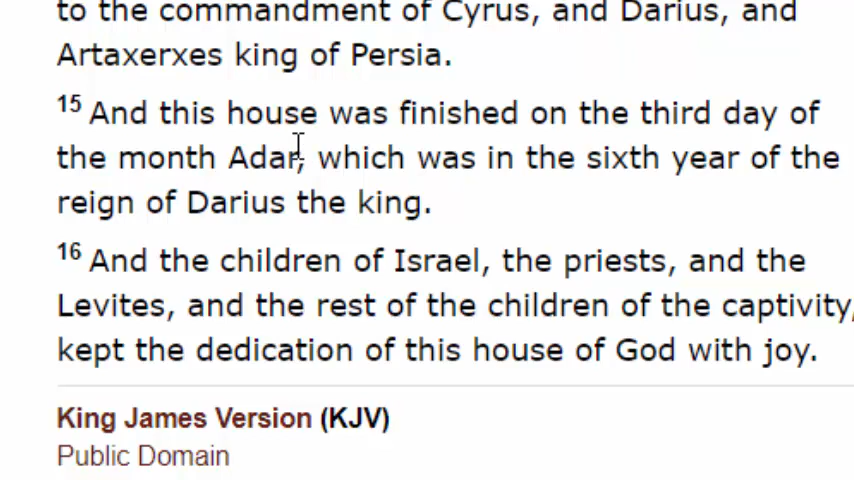 to the commandment of Cyrus, and Darius, and
Artaxerxes king of Persia.
15 And this house was finished on the third day of
the month Adar, which was in the sixth year of the
reign of Darius the king.
16 And the children of Israel, the priests, and the
Levites, and the rest of the children of the captivity,
kept the dedication of this house of God with joy.
King James Version (KJV)
Public Domain